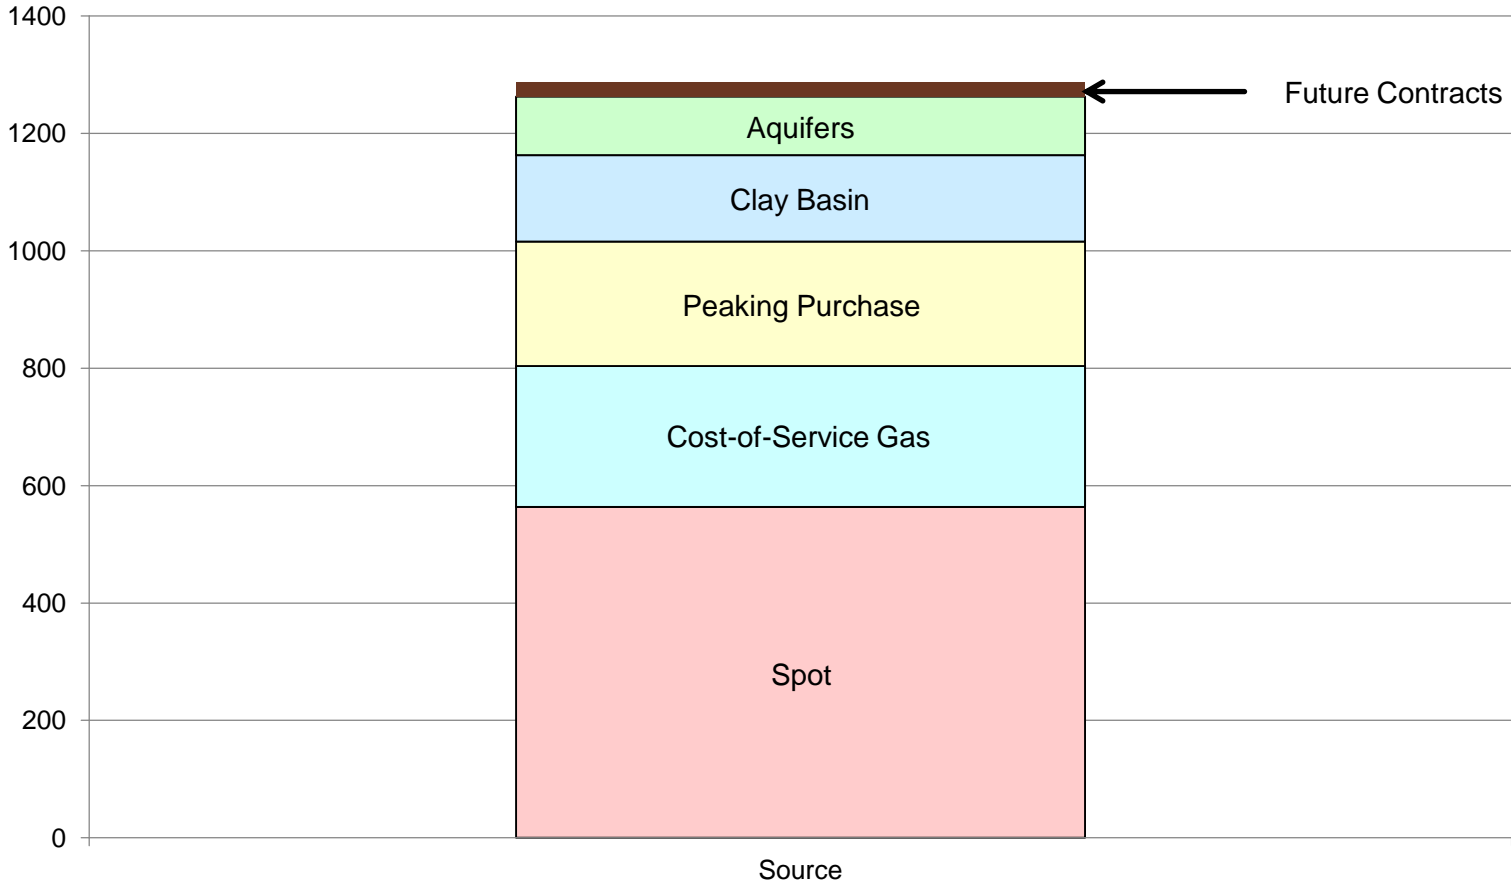 1400
Future Contracts
1200
Aquifers
Clay Basin
1000
Peaking Purchase
800
Cost-of-Service Gas
600
400
Spot
200
0
Source